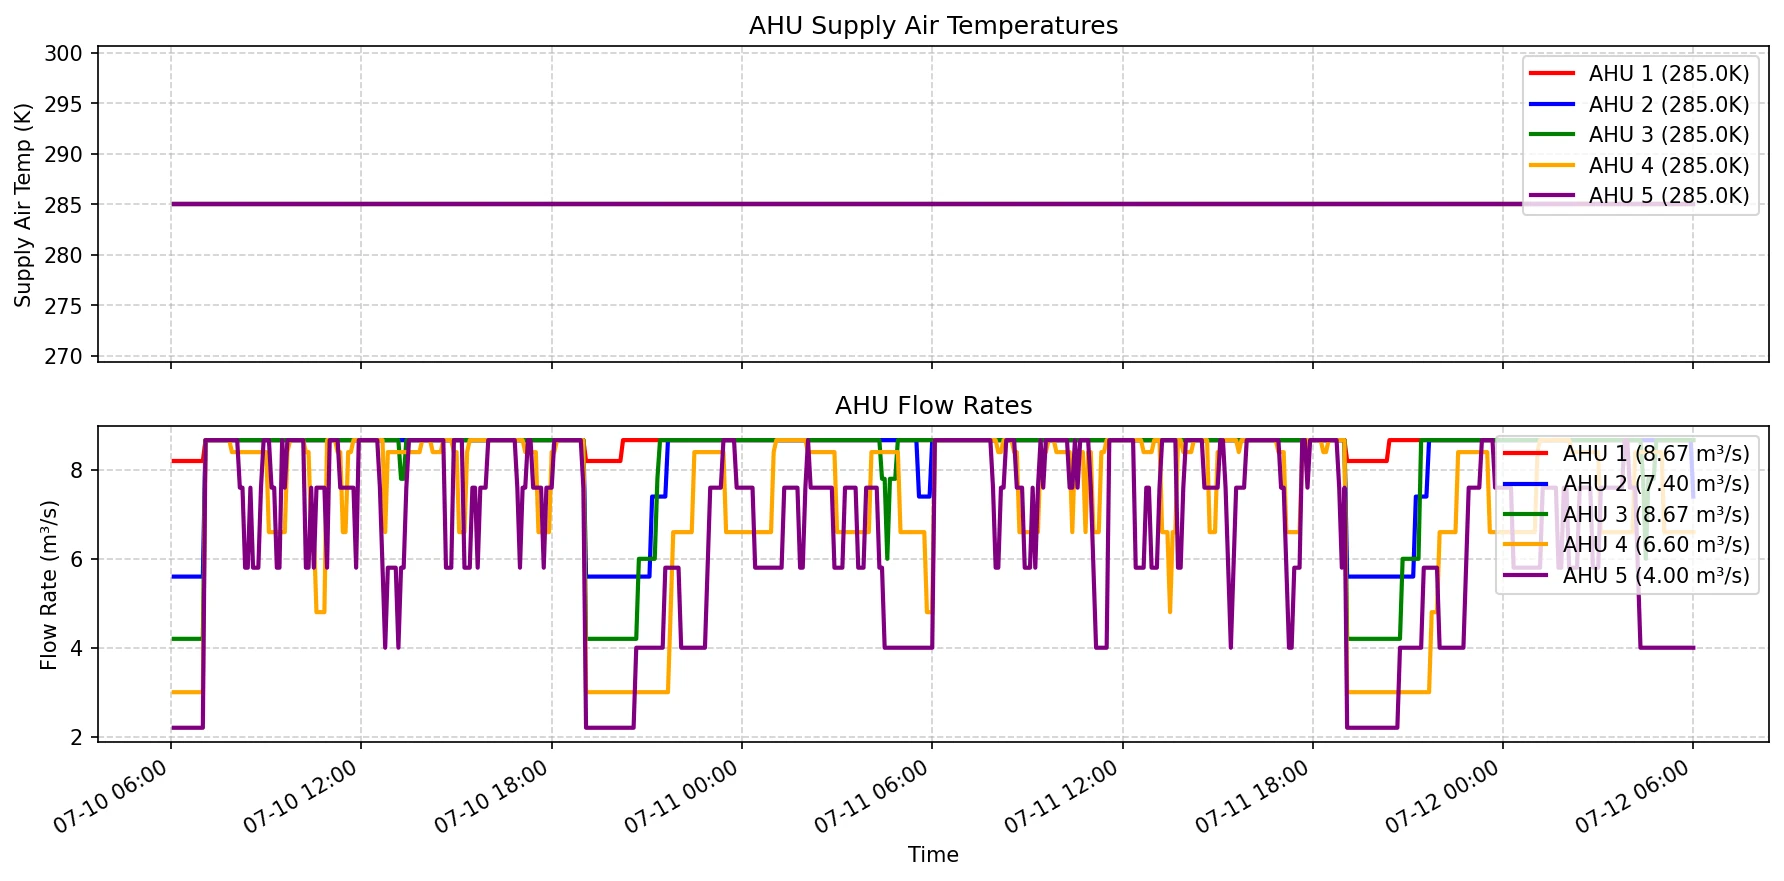 AHU Supply Air Temperatures
Supply Air Temp (K)
300
295
290
285
280
275
270
AHU 1 (285.0K)
AHU 2 (285.0K)
AHU 3 (285.0K)
AHU 4 (285.0K)
AHU 5 (285.0K)
AHU Flow Rates
Flow Rate (m³/s)
8
6
4
2
AHU 1 (8.67 m³/s)
AHU 2 (7.40 m³/s)
AHU 3 (8.67 m³/s)
AHU 4 (6.60 m³/s)
AHU 5 (4.00 m³/s)
07-10 06:00
07-10 12:00
07-10 18:00
07-11 00:00
07-11 06:00
07-11 12:00
07-11 18:00
07-12 00:00
07-12 06:00
Time